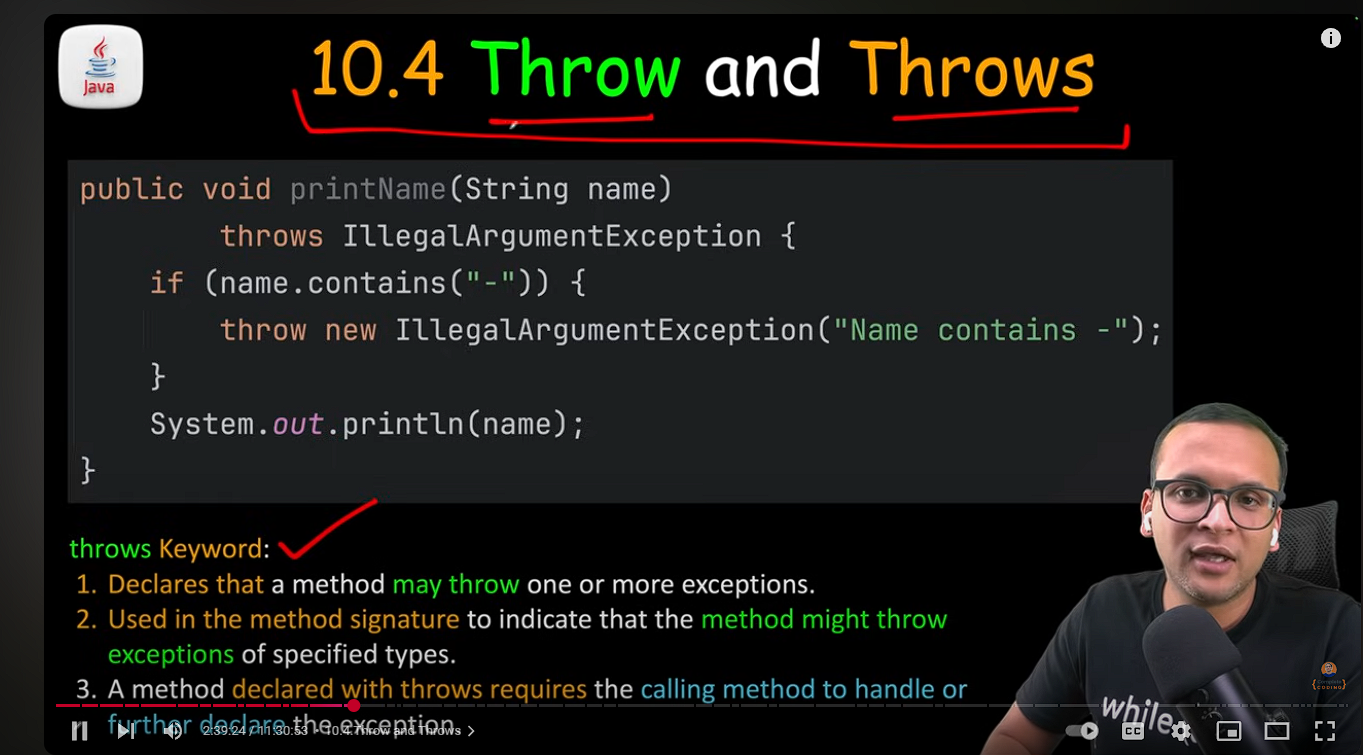 Java
10.4 Throw and Throws
public void printName(String name)
throws IllegalArgumentException {
if (name.contains("-")) {
throw new IllegalArgumentException("Name contains -");
}
System.out.println(name);
}
throws Keyword:
1. Declares that a method may throw one or more exceptions.
2. Used in the method signature to indicate that the method might throw
exceptions of specified types.
3. A method declared with throws requires the calling method to handle or
further declare the exception.
while
{CODING}
2:39:24 / 11:30:53 • 10.4 Throw and Throws >
CC